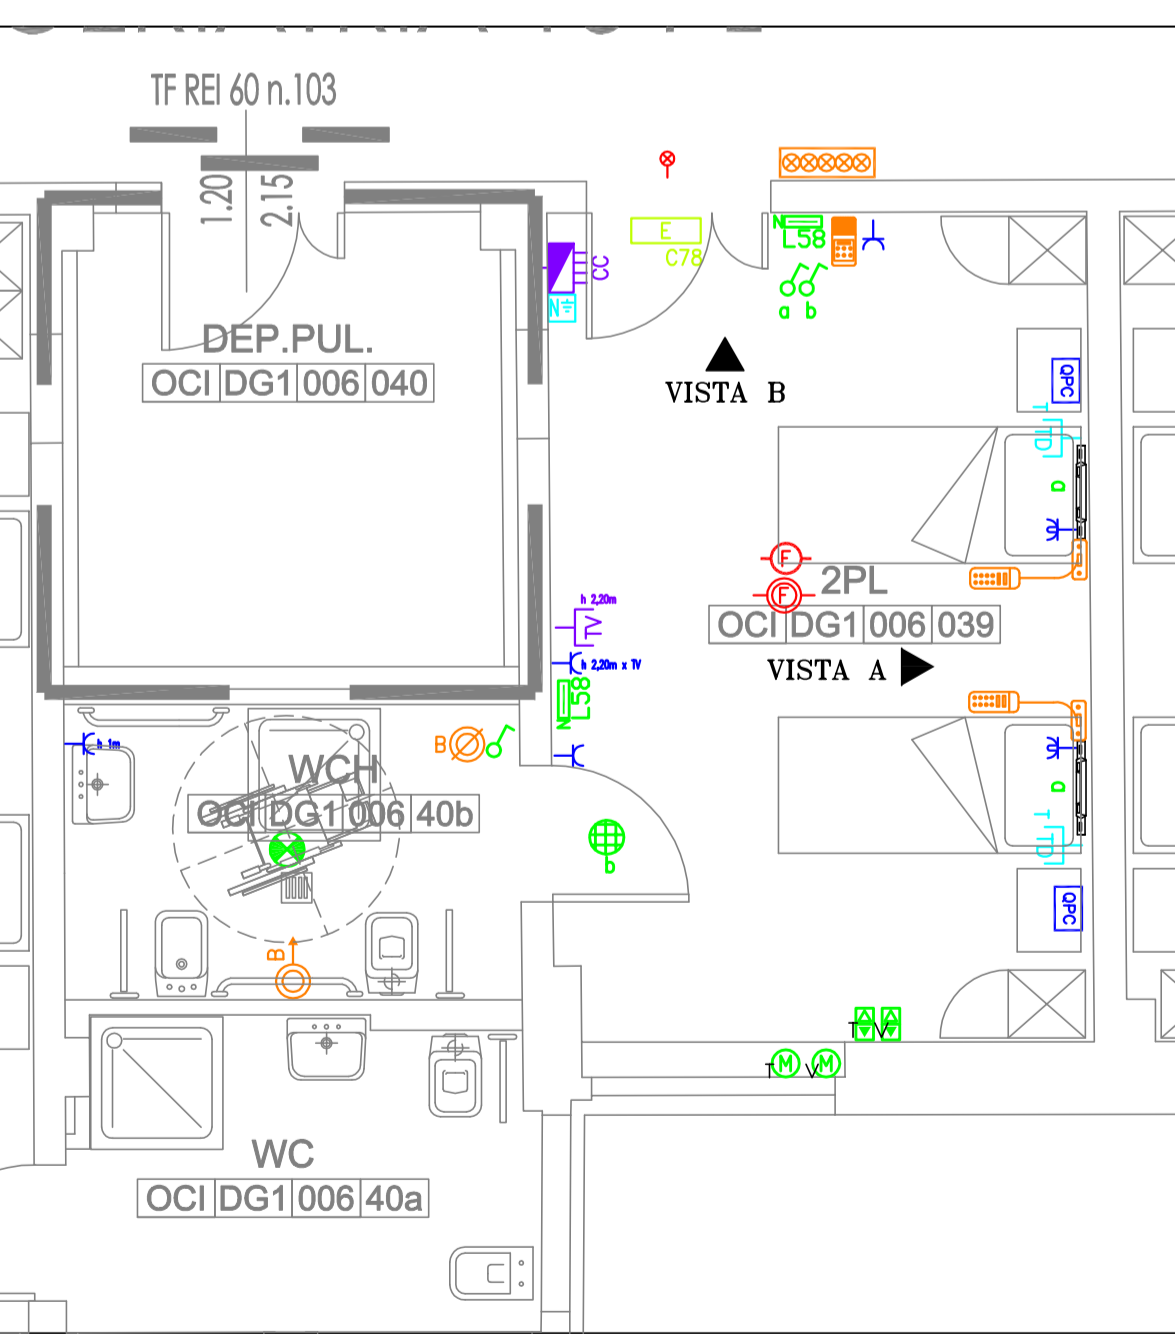 TF REI 60 n.103
1.20
2.15
E
C78
N
L58
a b
CC
N
DEP.PUL.
OCI DG1 006 040
VISTA B
QPC
T
TD
D
F
2PL
F
OCI DG1 006 039
h 2,20m
TV
h 2,20m x TV
VISTA A
L58
N
h 1m
B
WCH
OCI DG1 006 40b
D
T
TD
b
QPC
B
T V
T M V M
WC
OCI DG1 006 40a